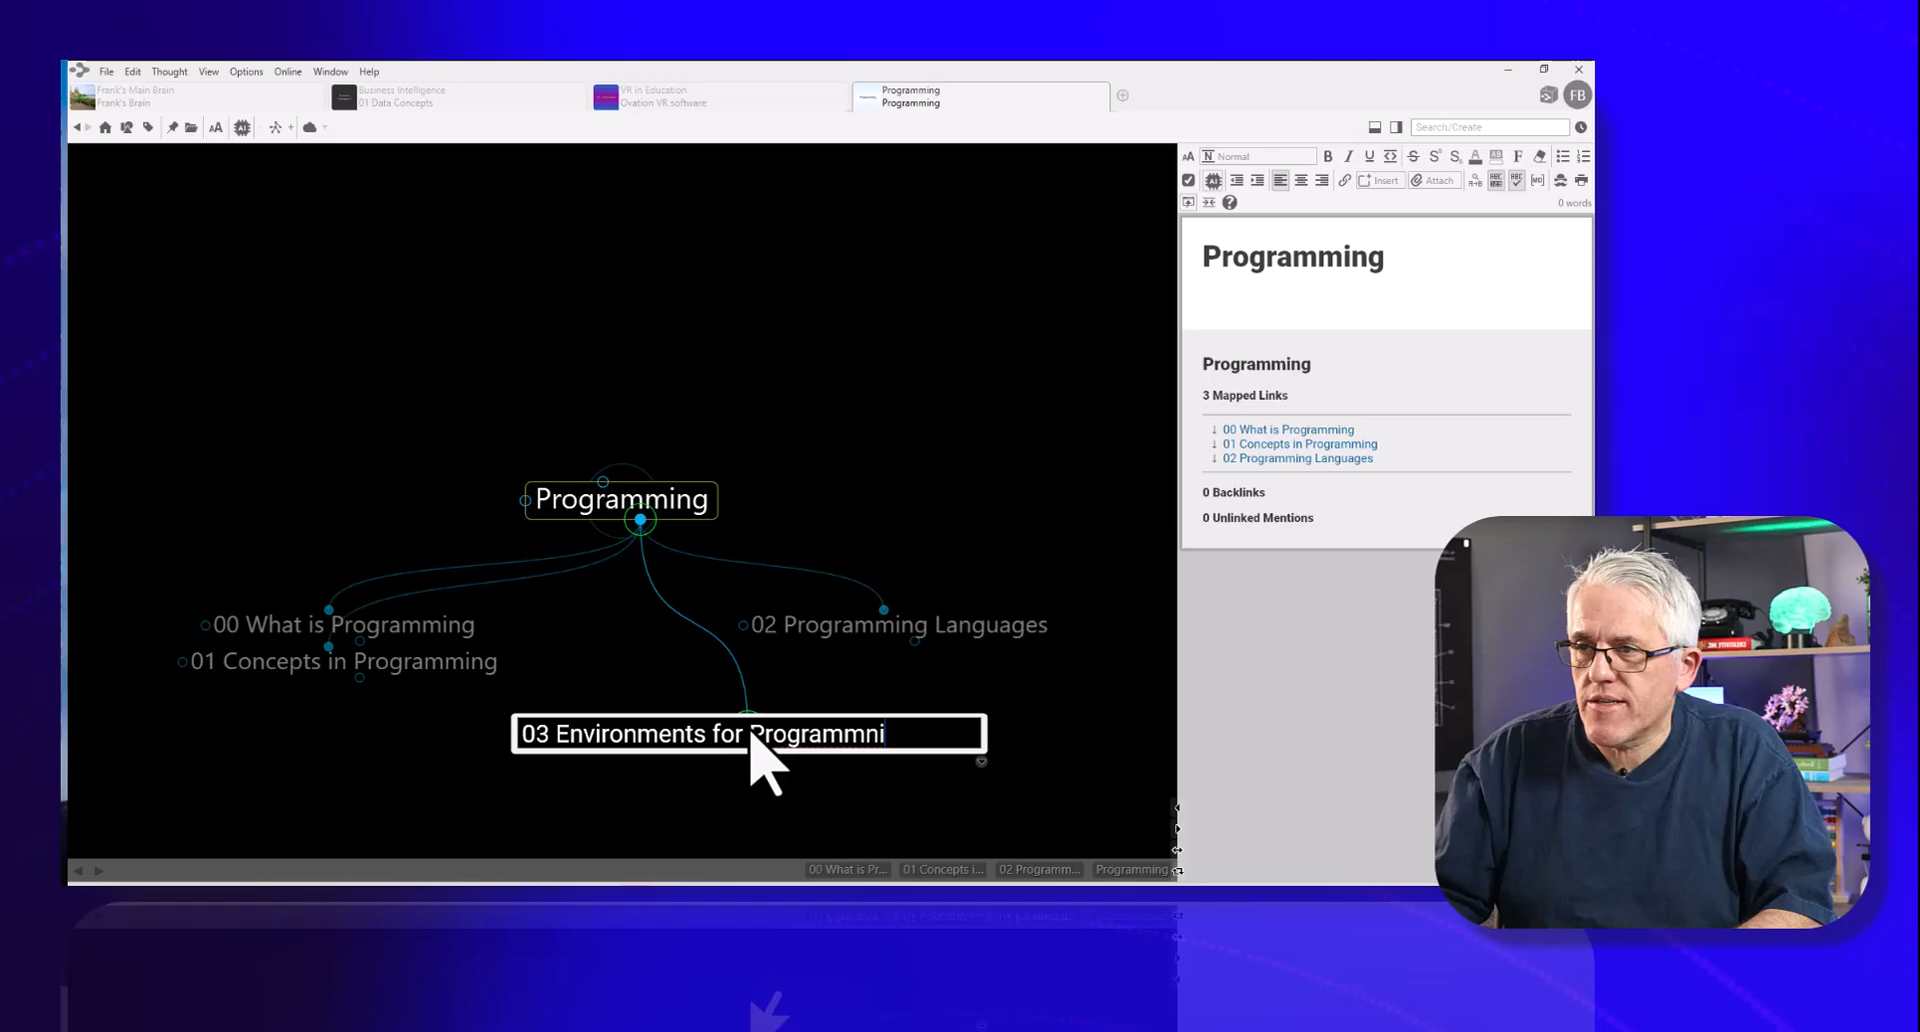 File Edit Thought View Options Online Window Help
Frank's Main Brain
Frank's Brain
Business Intelligence
01 Data Concepts
VR in Education
Ovation VR software
Programming
Programming
FB
Search/Create
Normal
Insert
Attach
0 words
Programming
Programming
3 Mapped Links
00 What is Programming
01 Concepts in Programming
02 Programming Languages
0 Backlinks
0 Unlinked Mentions
Programming
00 What is Programming
02 Programming Languages
01 Concepts in Programming
03 Environments for Programmni
00 What is Pr... 01 Concepts i... 02 Programm... Programming